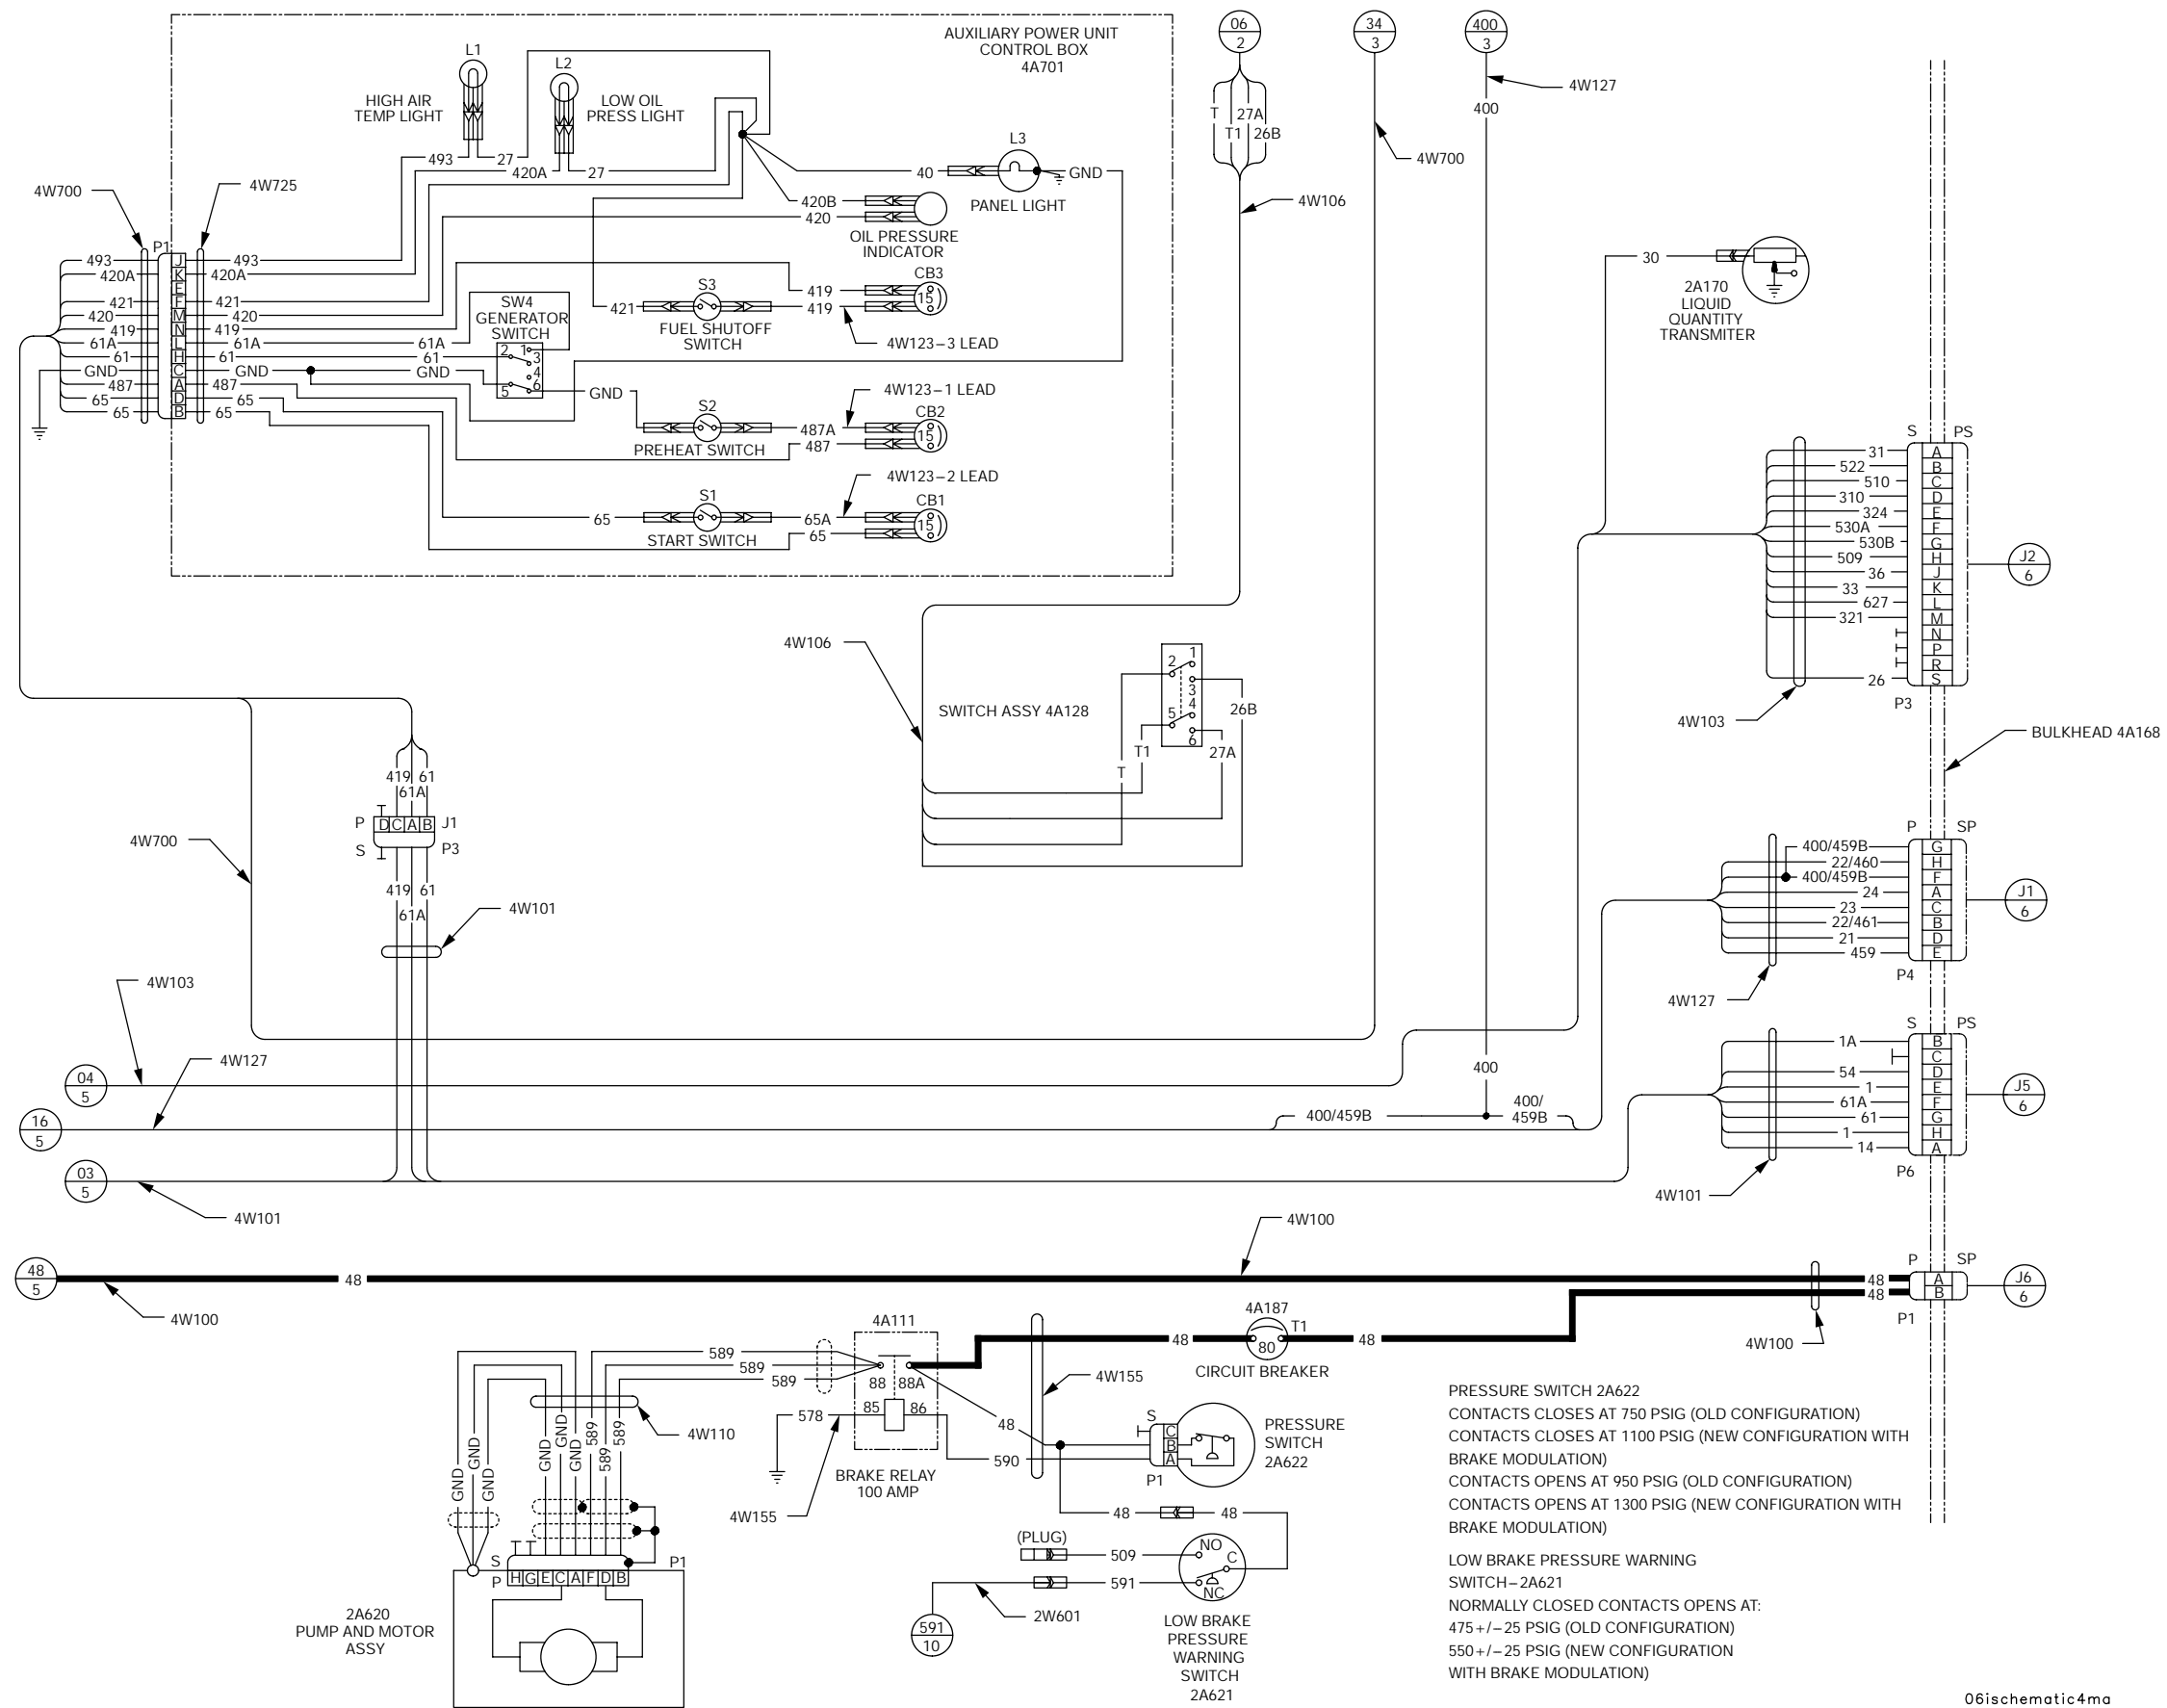 AUXILIARY POWER UNIT
CONTROL BOX
4A701
L1
L2
HIGH AIR
TEMP LIGHT
LOW OIL
PRESS LIGHT
493
27
420A
27
L3
40
GND
PANEL LIGHT
420B
420
OIL PRESSURE
INDICATOR
4W700
4W725
P1
493 J 493
420A K 420A
E
421 F 421
420 M 420
419 N 419
61A L 61A 61A
61 H 61 61
GND C GND GND
487 A 487
65 D 65
65 B 65
SW4
GENERATOR
SWITCH
2 1
3
4
5 6
GND
S3
421
419
419
CB3
15
FUEL SHUTOFF
SWITCH
4W123-3 LEAD
4W123-1 LEAD
S2
487A
487
CB2
15
PREHEAT SWITCH
4W123-2 LEAD
S1
65
65A
65
CB1
15
START SWITCH
06
2
T
27A
T1
26B
4W106
34
3
4W700
400
3
4W127
400
30
2A170
LIQUID
QUANTITY
TRANSMITER
S PS
31 A
522 B
510 C
310 D
324 E
530A F
530B G
509 H
36 J
33 K
627 L
321 M
N
P
R
26 S
P3
J2
6
4W103
BULKHEAD 4A168
4W106
SWITCH ASSY 4A128
1
2
3
4
5
6
26B
T1
27A
T
419 61
61A
P D C A B J1
S P3
419 61
61A
4W700
4W101
P SP
400/459B G
22/460 H
400/459B F
24 A
23 C
22/461 B
21 D
459 E
P4
J1
6
4W127
S PS
1A B
C
54 D
1 E
61A F
61 G
1 H
14 A
P6
J5
6
4W101
4W103
4W127
04
5
16
5
03
5
4W101
400
400/459B
400/
459B
4W100
48
5
48
4W100
P SP
48 A
48 B
P1
J6
6
4W100
4A187
T1
80
48
48
CIRCUIT BREAKER
4A111
589
589
589
88 88A
85 86
578
BRAKE RELAY
100 AMP
4W155
4W155
48
590
S
C
B
A
P1
PRESSURE
SWITCH
2A622
48
48
(PLUG)
509
591
NO
C
NC
2W601
591
10
LOW BRAKE
PRESSURE
WARNING
SWITCH
2A621
4W110
GND
GND
GND
GND
GND
GND
589
589
589
S P1
P H G E C A F D B
2A620
PUMP AND MOTOR
ASSY
PRESSURE SWITCH 2A622
CONTACTS CLOSES AT 750 PSIG (OLD CONFIGURATION)
CONTACTS CLOSES AT 1100 PSIG (NEW CONFIGURATION WITH
BRAKE MODULATION)
CONTACTS OPENS AT 950 PSIG (OLD CONFIGURATION)
CONTACTS OPENS AT 1300 PSIG (NEW CONFIGURATION WITH
BRAKE MODULATION)
LOW BRAKE PRESSURE WARNING
SWITCH-2A621
NORMALLY CLOSED CONTACTS OPENS AT:
475+/-25 PSIG (OLD CONFIGURATION)
550+/-25 PSIG (NEW CONFIGURATION
WITH BRAKE MODULATION)
06ischematic4ma